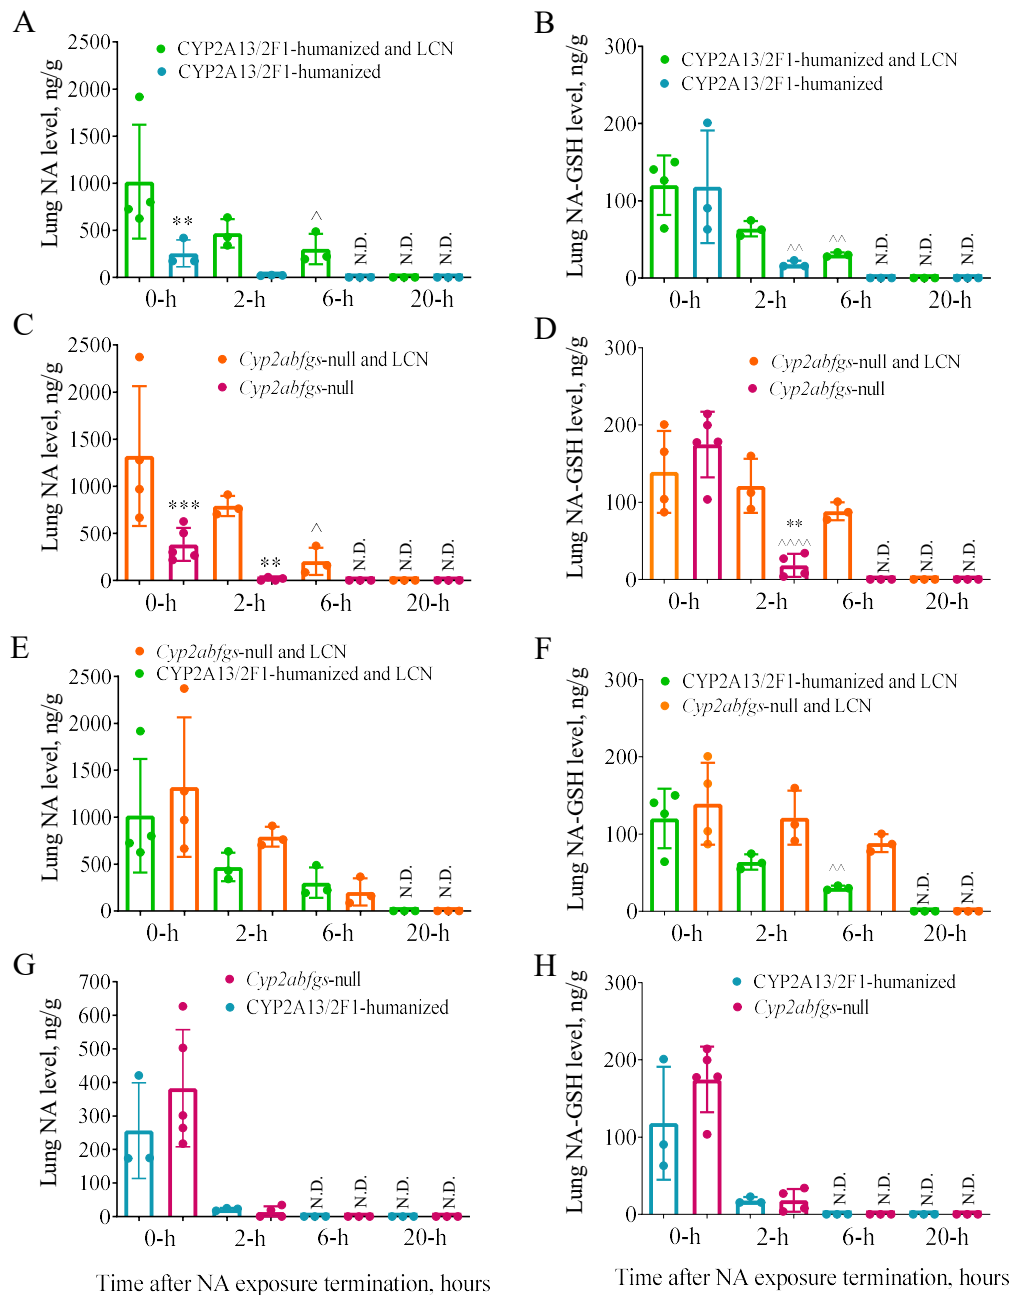 A
Lung NA level, ng/g
2500
2000
1500
1000
500
0
CYP2A13/2F1-humanized and LCN
CYP2A13/2F1-humanized
**
^
N.D.
N.D.
N.D.
0-h
2-h
6-h
20-h
B
Lung NA-GSH level, ng/g
300
200
100
0
CYP2A13/2F1-humanized and LCN
CYP2A13/2F1-humanized
^^
^^
N.D.
N.D.
N.D.
0-h
2-h
6-h
20-h
C
Lung NA level, ng/g
2500
2000
1500
1000
500
0
Cyp2abfgs-null and LCN
Cyp2abfgs-null
***
**
^
N.D.
N.D.
N.D.
0-h
2-h
6-h
20-h
D
Lung NA-GSH level, ng/g
300
200
100
0
Cyp2abfgs-null and LCN
Cyp2abfgs-null
**
^^^^
N.D.
N.D.
N.D.
0-h
2-h
6-h
20-h
E
Lung NA level, ng/g
2500
2000
1500
1000
500
0
Cyp2abfgs-null and LCN
CYP2A13/2F1-humanized and LCN
N.D.
N.D.
0-h
2-h
6-h
20-h
F
Lung NA-GSH level, ng/g
300
200
100
0
CYP2A13/2F1-humanized and LCN
Cyp2abfgs-null and LCN
^^
N.D.
N.D.
0-h
2-h
6-h
20-h
G
Lung NA level, ng/g
700
600
500
400
300
200
100
0
Cyp2abfgs-null
CYP2A13/2F1-humanized
N.D.
N.D.
N.D.
N.D.
0-h
2-h
6-h
20-h
Time after NA exposure termination, hours
H
Lung NA-GSH level, ng/g
300
200
100
0
CYP2A13/2F1-humanized
Cyp2abfgs-null
N.D.
N.D.
N.D.
N.D.
0-h
2-h
6-h
20-h
Time after NA exposure termination, hours